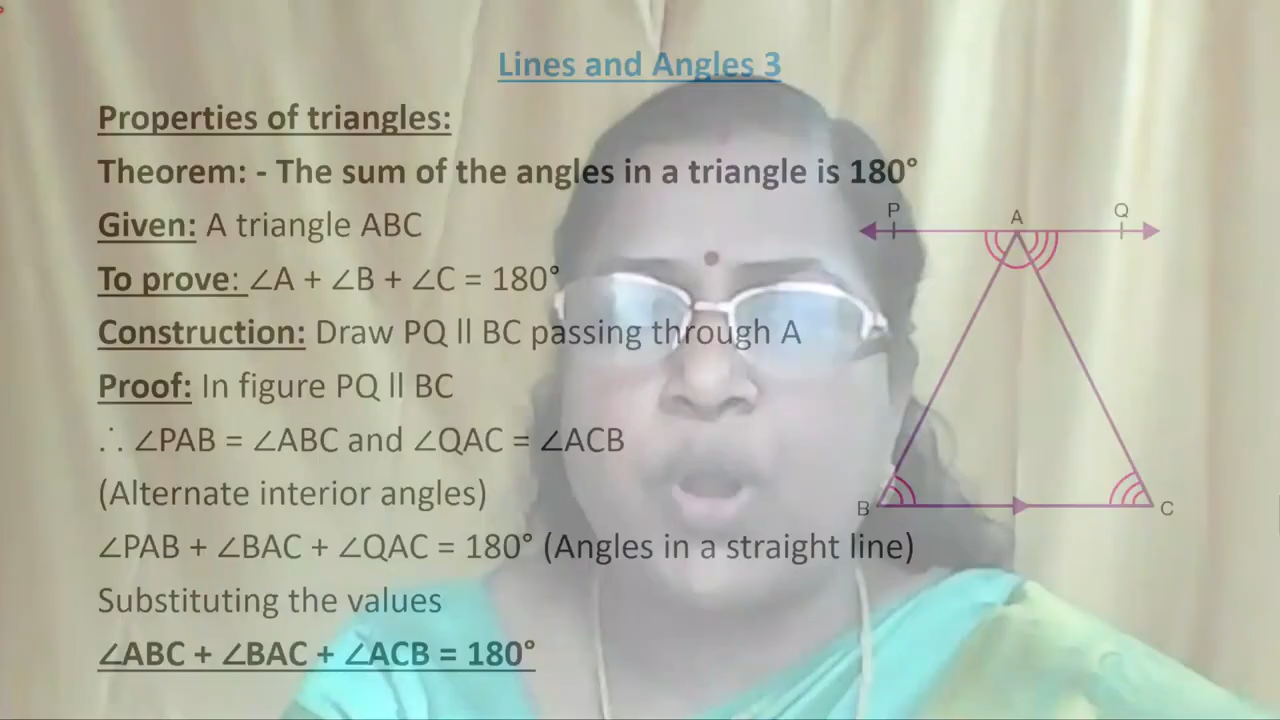 Lines and Angles 3
Properties of triangles:
Theorem: - The sum of the angles in a triangle is 180°
Given: A triangle ABC
To prove: ∠A + ∠B + ∠C = 180°
Construction: Draw PQ ll BC passing through A
Proof: In figure PQ ll BC
∴ ∠PAB = ∠ABC and ∠QAC = ∠ACB
(Alternate interior angles)
∠PAB + ∠BAC + ∠QAC = 180° (Angles in a straight line)
Substituting the values
∠ABC + ∠BAC + ∠ACB = 180°
P A Q
B C